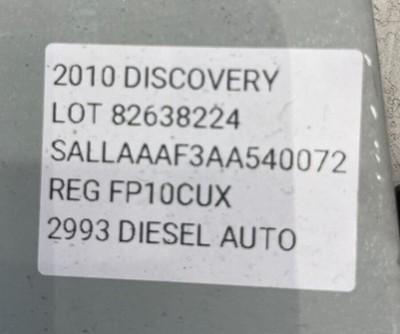 2010 DISCOVERY
LOT 82638224
SALLAAAF3AA540072
REG FP10CUX
2993 DIESEL AUTO